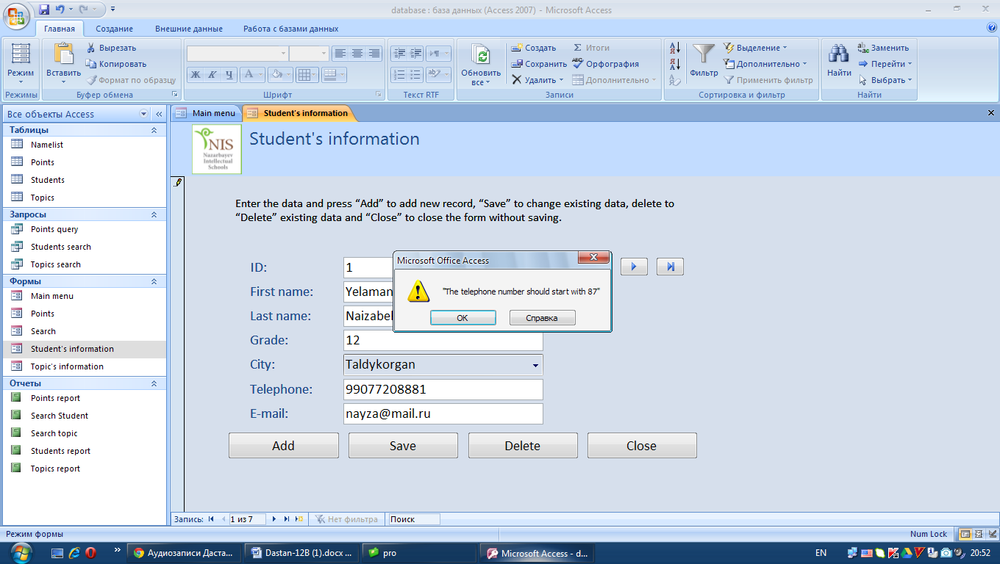 database : база данных (Access 2007) - Microsoft Access
Главная Создание Внешние данные Работа с базами данных
Режим
Режимы
Вставить
Вырезать
Копировать
Формат по образцу
Буфер обмена
Ж К Ч А
Шрифт
Текст RTF
Обновить все
Создать
Сохранить
Удалить
Итоги
Орфография
Дополнительно
Записи
Фильтр
Выделение
Дополнительно
Применить фильтр
Сортировка и фильтр
Найти
Заменить
Перейти
Выбрать
Найти
Все объекты Access
Таблицы
Namelist
Points
Students
Topics
Запросы
Points query
Students search
Topics search
Формы
Main menu
Points
Search
Student's information
Topic's information
Отчеты
Points report
Search Student
Search topic
Students report
Topics report
Main menu Student's information
NIS
Nazarbayev
Intellectual
Schools
Student's information
Enter the data and press “Add” to add new record, “Save” to change existing data, delete to
“Delete” existing data and “Close” to close the form without saving.
ID: 1
First name: Yelaman
Last name: Naizabe
Grade: 12
City: Taldykorgan
Telephone: 99077208881
E-mail: nayza@mail.ru
Microsoft Office Access
"The telephone number should start with 87"
OK Справка
Add Save Delete Close
Запись: 1 из 7 Нет фильтра Поиск
Режим формы Num Lock
Аудиозаписи Даста... Dastan-12B (1).docx ... pro Microsoft Access - d... EN 20:52